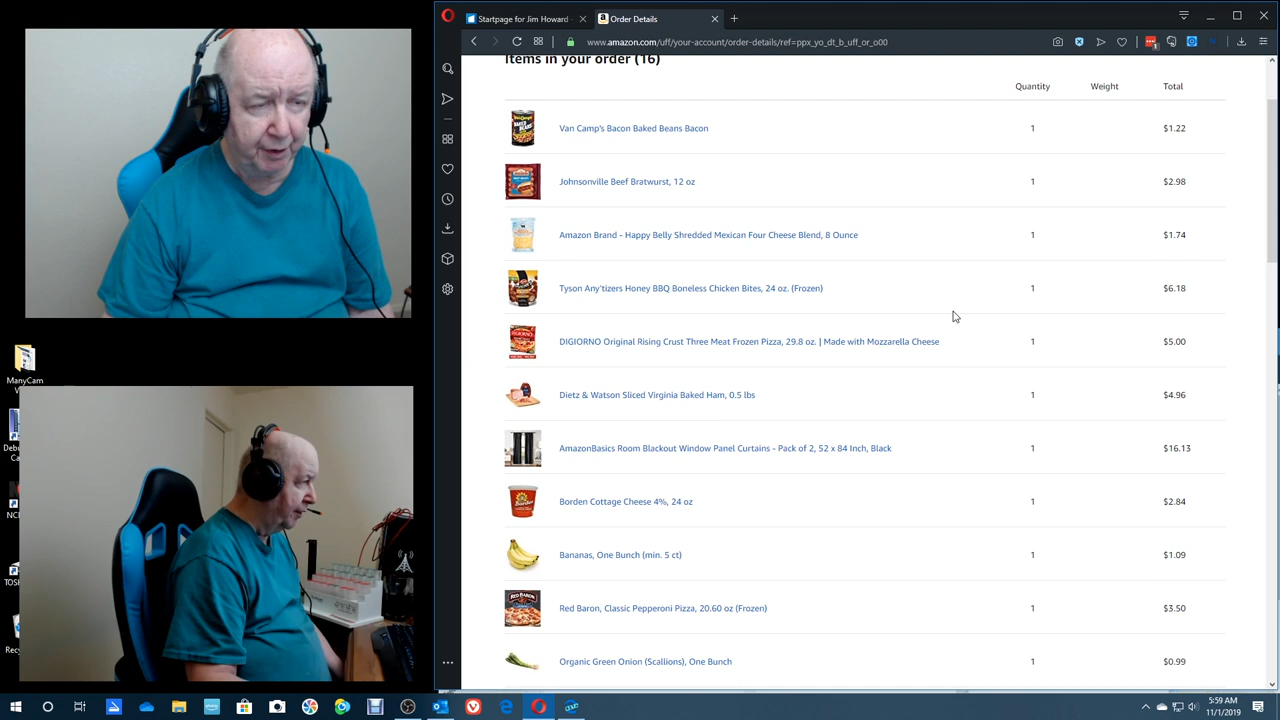 Startpage for Jim Howard
Order Details
www.amazon.com/uff/your-account/order-details/ref=ppx_yo_dt_b_uff_or_o00
Items in your order (16)
Quantity Weight Total
Van Camp's Bacon Baked Beans Bacon 1 $1.22
Johnsonville Beef Bratwurst, 12 oz 1 $2.98
Amazon Brand - Happy Belly Shredded Mexican Four Cheese Blend, 8 Ounce 1 $1.74
Tyson Any'tizers Honey BBQ Boneless Chicken Bites, 24 oz. (Frozen) 1 $6.18
DIGIORNO Original Rising Crust Three Meat Frozen Pizza, 29.8 oz. | Made with Mozzarella Cheese 1 $5.00
Dietz & Watson Sliced Virginia Baked Ham, 0.5 lbs 1 $4.96
AmazonBasics Room Blackout Window Panel Curtains - Pack of 2, 52 x 84 Inch, Black 1 $16.13
Borden Cottage Cheese 4%, 24 oz 1 $2.84
Bananas, One Bunch (min. 5 ct) 1 $1.09
Red Baron, Classic Pepperoni Pizza, 20.60 oz (Frozen) 1 $3.50
Organic Green Onion (Scallions), One Bunch 1 $0.99
ManyCam
5:59 AM
11/1/2019